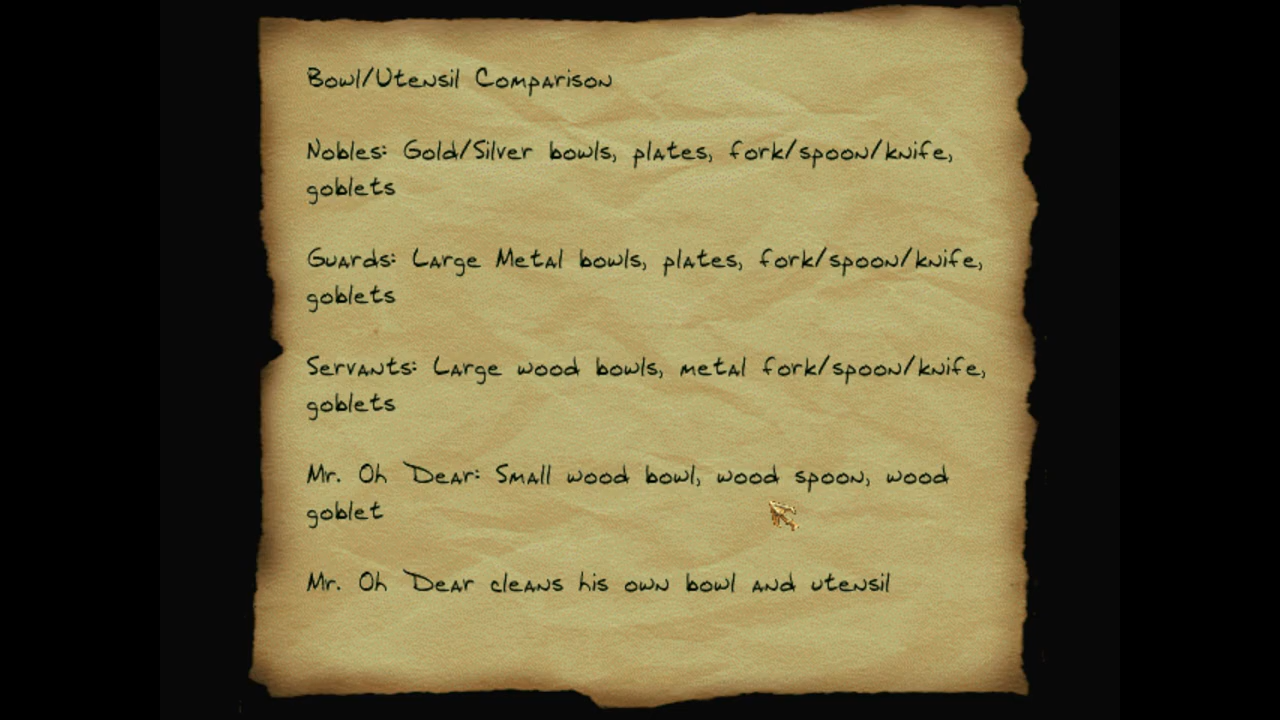 Bowl/Utensil Comparison
Nobles: Gold/Silver bowls, plates, fork/spoon/knife,
goblets
Guards: Large Metal bowls, plates, fork/spoon/knife,
goblets
Servants: Large wood bowls, metal fork/spoon/knife,
goblets
Mr. Oh Dear: Small wood bowl, wood spoon, wood
goblet
Mr. Oh Dear cleans his own bowl and utensil